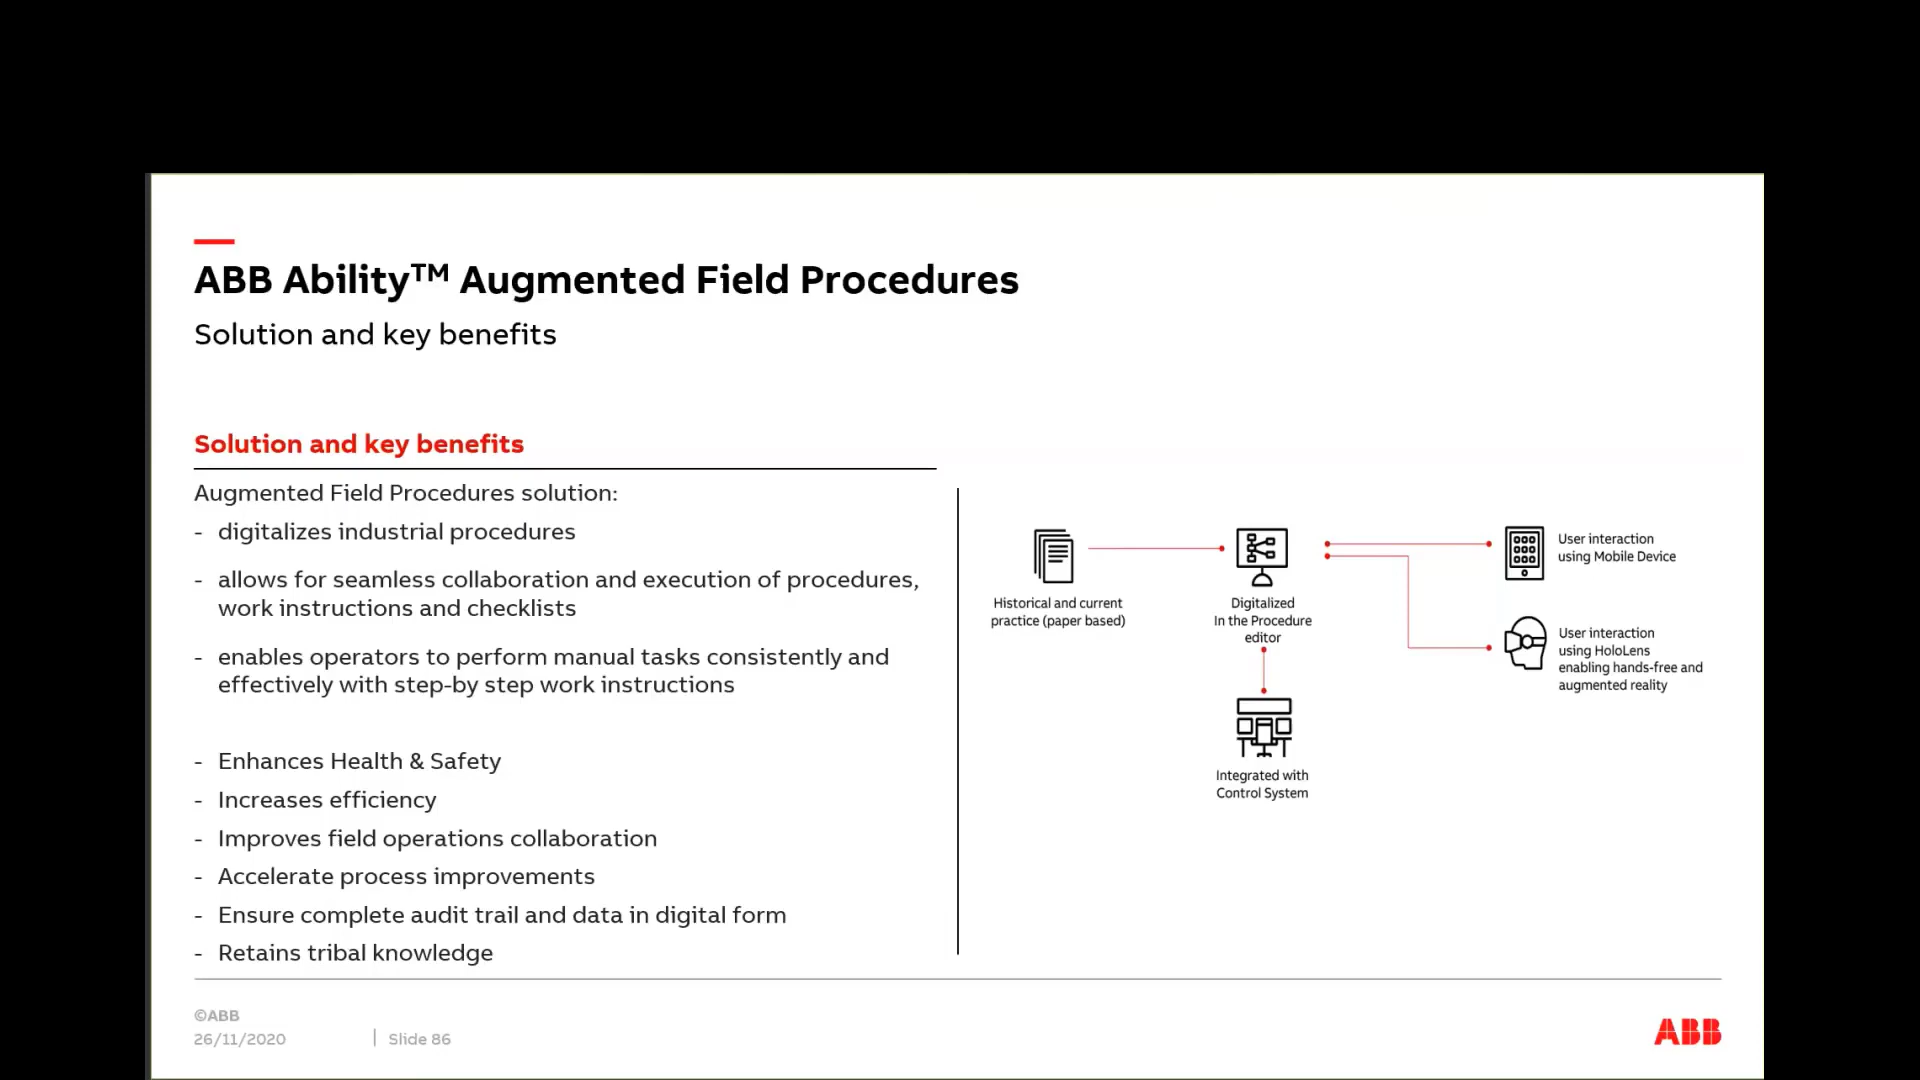 ABB Ability™ Augmented Field Procedures
Solution and key benefits
Solution and key benefits
Augmented Field Procedures solution:
- digitalizes industrial procedures
- allows for seamless collaboration and execution of procedures,
work instructions and checklists
- enables operators to perform manual tasks consistently and
effectively with step-by step work instructions
- Enhances Health & Safety
- Increases efficiency
- Improves field operations collaboration
- Accelerate process improvements
- Ensure complete audit trail and data in digital form
- Retains tribal knowledge
Historical and current
practice (paper based)
Digitalized
In the Procedure
editor
Integrated with
Control System
User interaction
using Mobile Device
User interaction
using HoloLens
enabling hands-free and
augmented reality
©ABB
26/11/2020
Slide 86
ABB